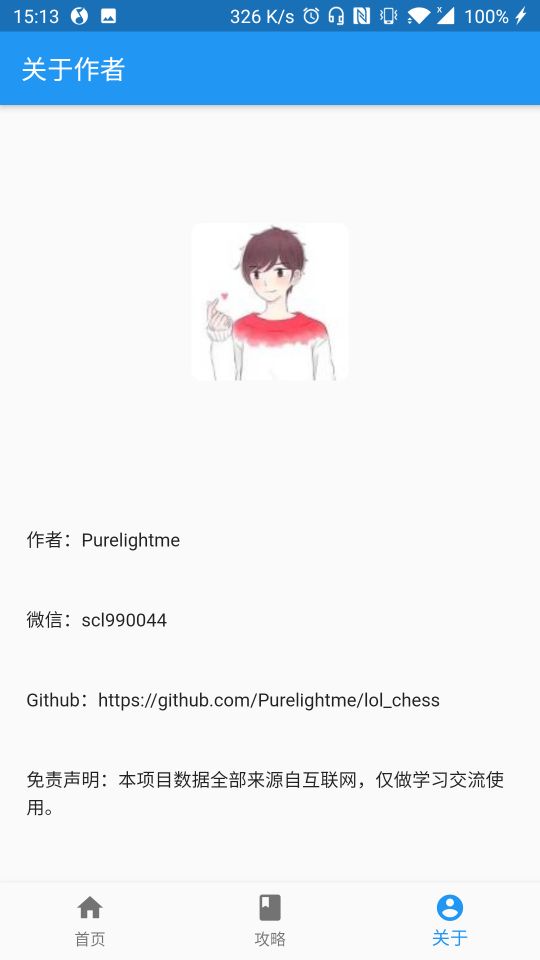 15:13 326 K/s 100%
关于作者
作者：Purelightme
微信：scl990044
Github：https://github.com/Purelightme/lol_chess
免责声明：本项目数据全部来源自互联网，仅做学习交流使
用。
首页 攻略 关于